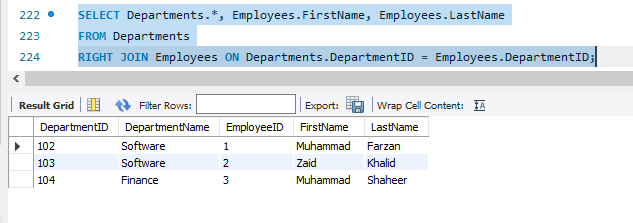 222 SELECT Departments.*, Employees.FirstName, Employees.LastName
223 FROM Departments
224 RIGHT JOIN Employees ON Departments.DepartmentID = Employees.DepartmentID;
Result Grid Filter Rows: Export: Wrap Cell Content: IA
DepartmentID DepartmentName EmployeeID FirstName LastName
102 Software 1 Muhammad Farzan
103 Software 2 Zaid Khalid
104 Finance 3 Muhammad Shaheer